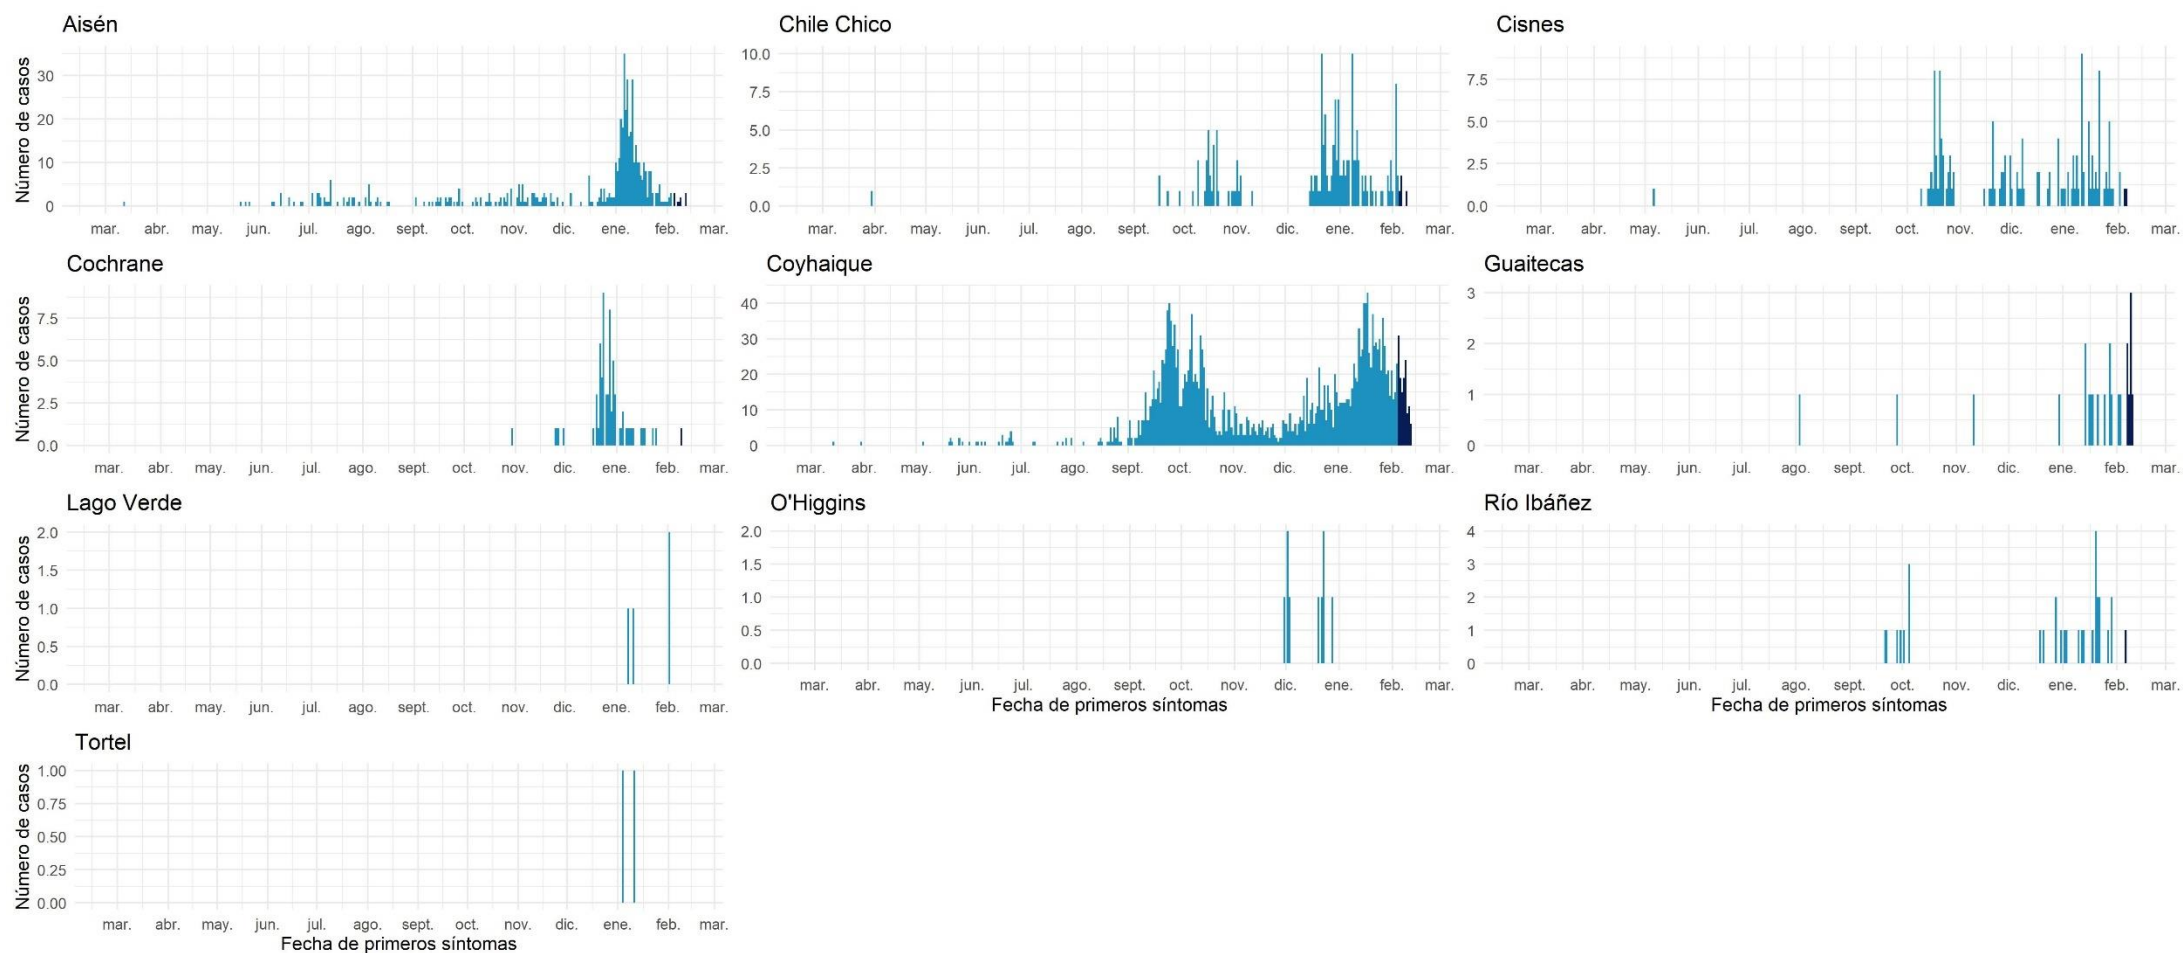 Aisén
Número de casos
30
20
10
0
mar. abr. may. jun. jul. ago. sept. oct. nov. dic. ene. feb. mar.
Chile Chico
10.0
7.5
5.0
2.5
0.0
mar. abr. may. jun. jul. ago. sept. oct. nov. dic. ene. feb. mar.
Cisnes
7.5
5.0
2.5
0.0
mar. abr. may. jun. jul. ago. sept. oct. nov. dic. ene. feb. mar.
Cochrane
Número de casos
7.5
5.0
2.5
0.0
mar. abr. may. jun. jul. ago. sept. oct. nov. dic. ene. feb. mar.
Coyhaique
40
30
20
10
0
mar. abr. may. jun. jul. ago. sept. oct. nov. dic. ene. feb. mar.
Guaitecas
3
2
1
0
mar. abr. may. jun. jul. ago. sept. oct. nov. dic. ene. feb. mar.
Lago Verde
Número de casos
2.0
1.5
1.0
0.5
0.0
mar. abr. may. jun. jul. ago. sept. oct. nov. dic. ene. feb. mar.
O'Higgins
2.0
1.5
1.0
0.5
0.0
mar. abr. may. jun. jul. ago. sept. oct. nov. dic. ene. feb. mar.
Fecha de primeros síntomas
Río Ibáñez
4
3
2
1
0
mar. abr. may. jun. jul. ago. sept. oct. nov. dic. ene. feb. mar.
Fecha de primeros síntomas
Tortel
Número de casos
1.00
0.75
0.50
0.25
0.00
mar. abr. may. jun. jul. ago. sept. oct. nov. dic. ene. feb. mar.
Fecha de primeros síntomas